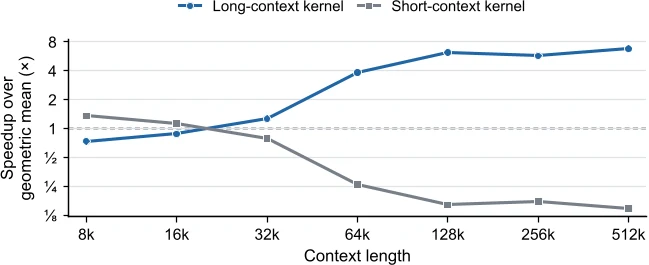 Long-context kernel Short-context kernel
Speedup over
geometric mean (×)
8
4
2
1
½
¼
⅛
8k 16k 32k 64k 128k 256k 512k
Context length